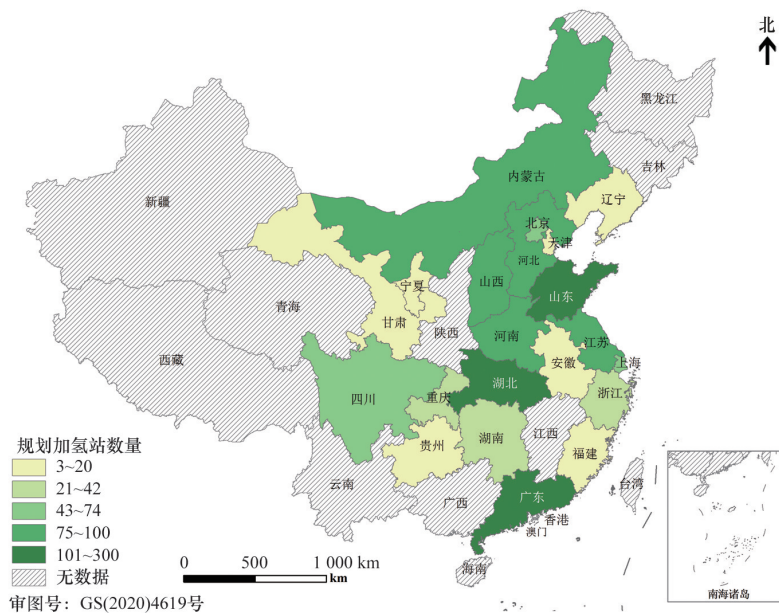 北
黑龙江
吉林
辽宁
内蒙古
新疆
北京
天津
河北
山西
山东
宁夏
青海
甘肃
陕西
河南
江苏
西藏
安徽
上海
湖北
四川
重庆
浙江
湖南
江西
贵州
福建
云南
广西
广东
台湾
香港
澳门
海南
规划加氢站数量
3~20
21~42
43~74
75~100
101~300
无数据
0 500 1 000 km
km
南海诸岛
审图号：GS(2020)4619号